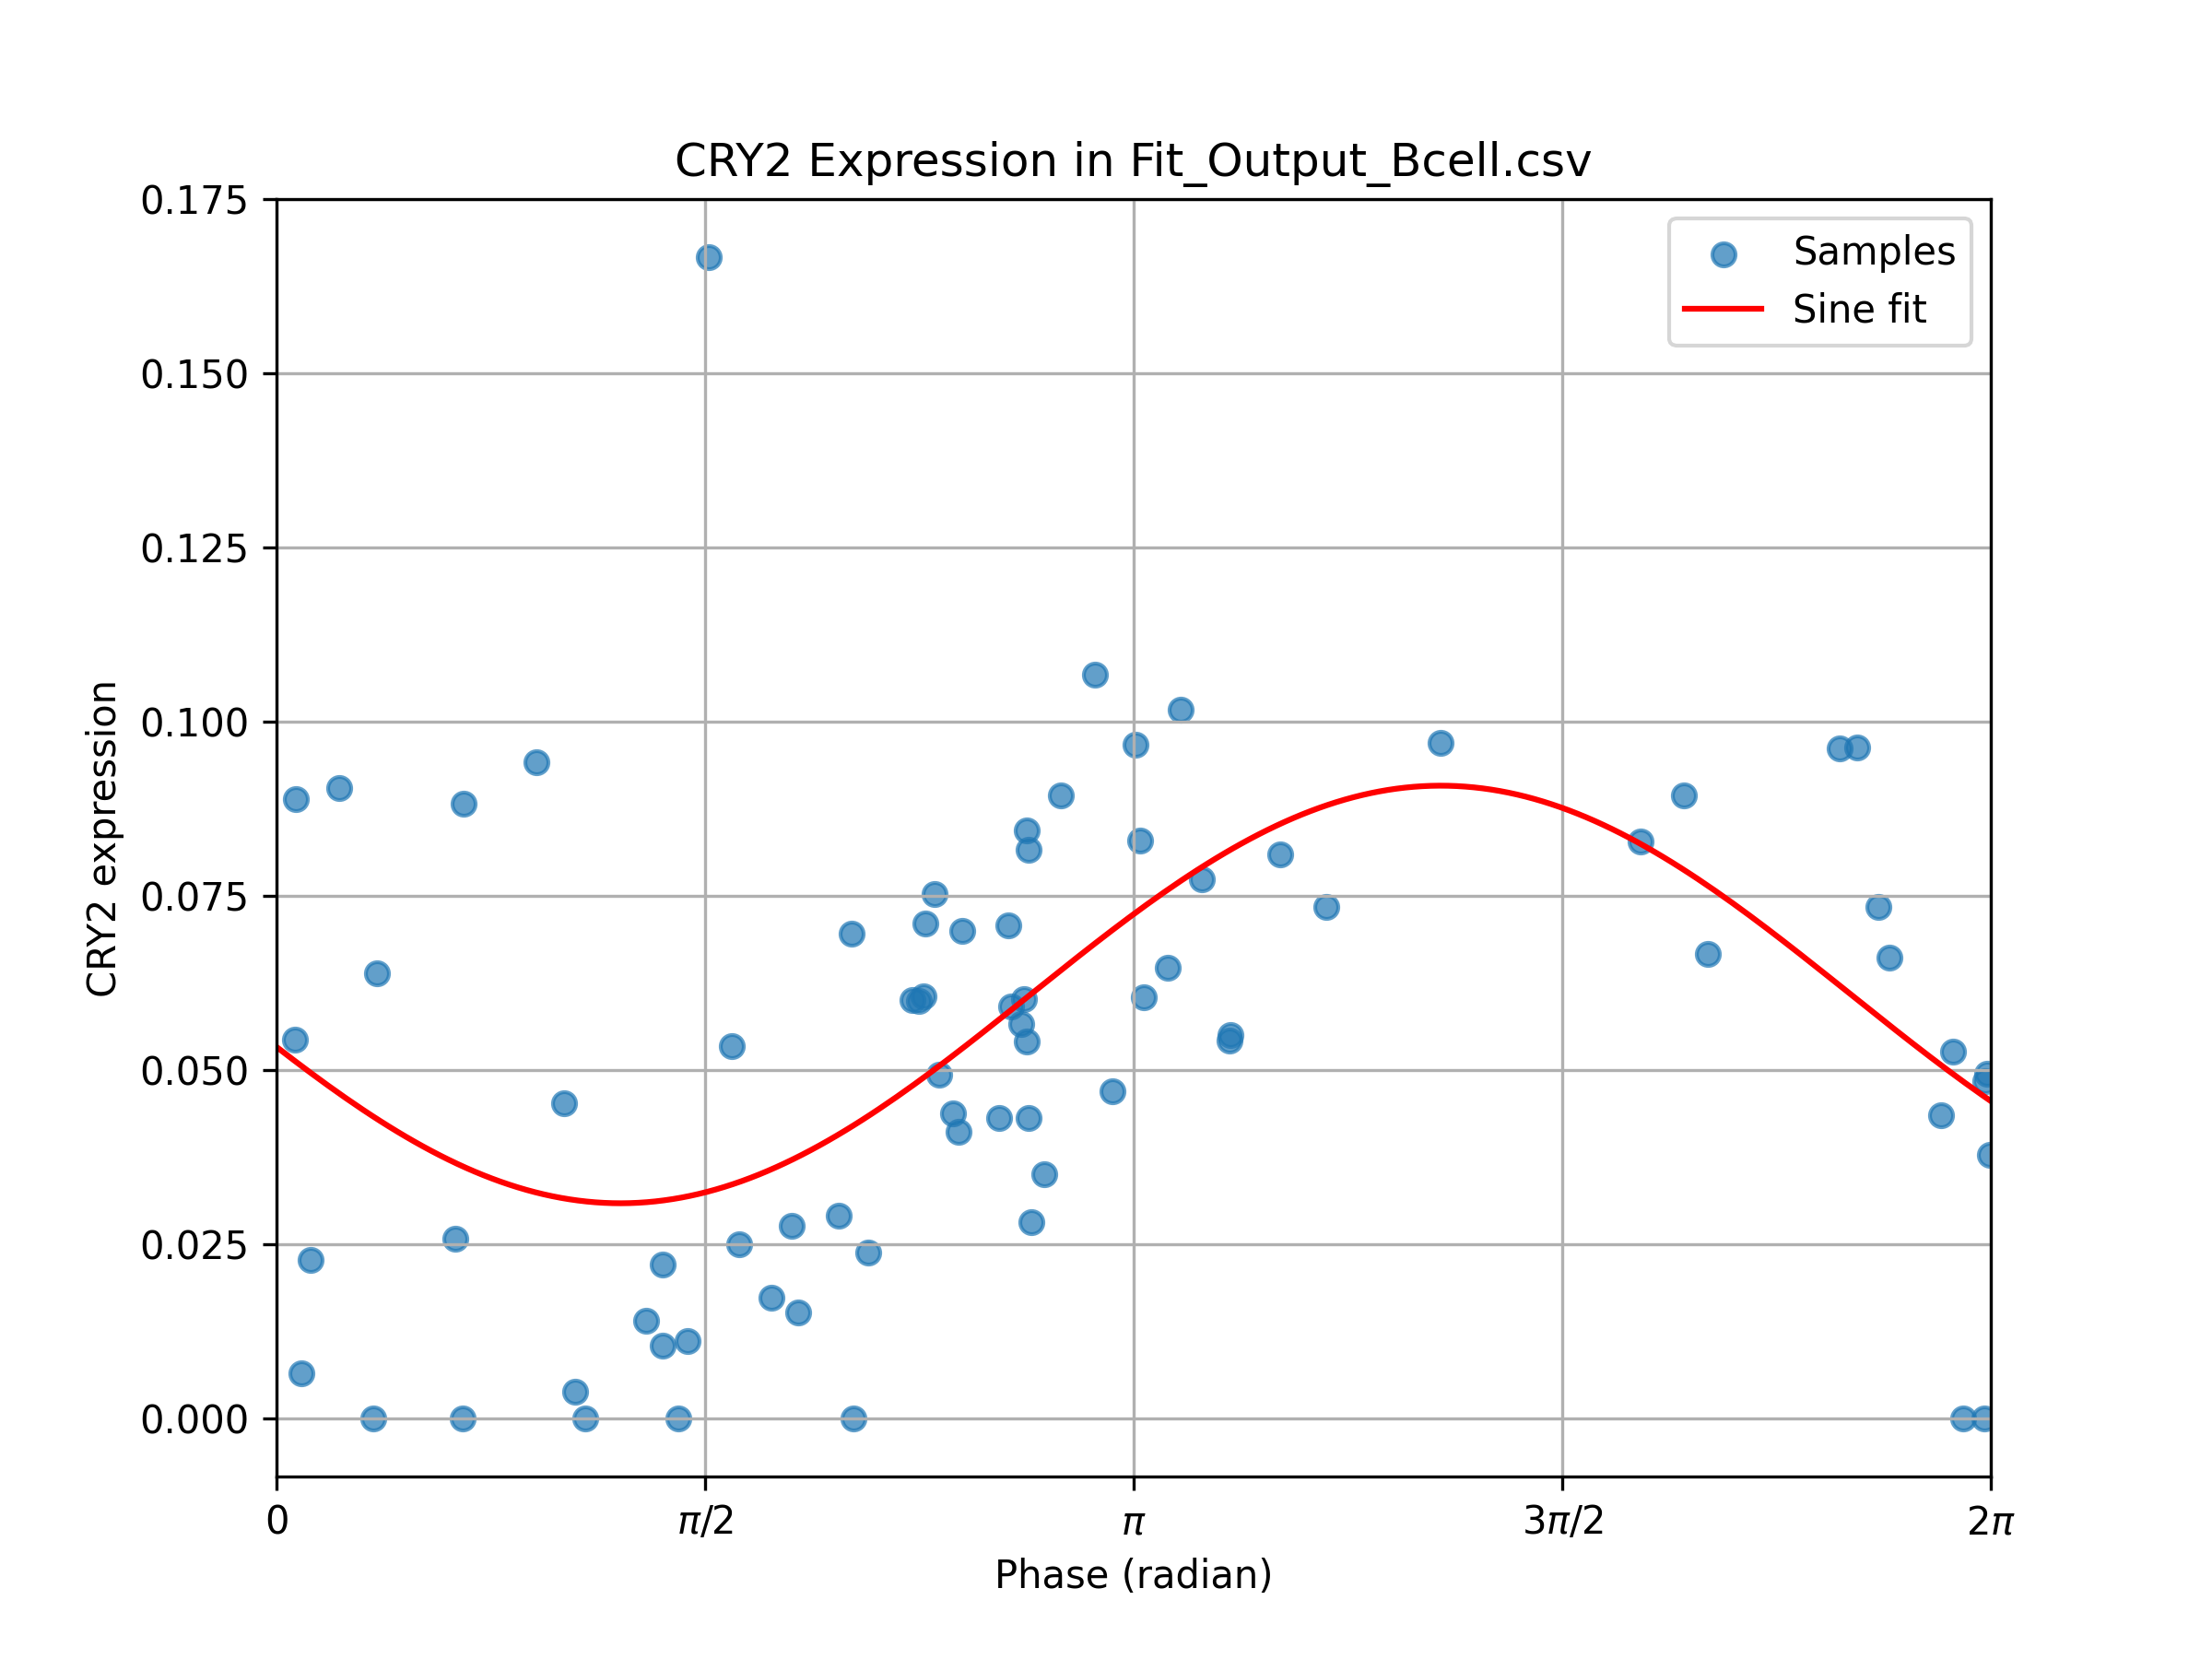 CRY2 Expression in Fit_Output_Bcell.csv
0.175
0.150
0.125
0.100
0.075
0.050
0.025
0.000
CRY2 expression
Samples
Sine fit
0
π/2
π
3π/2
2π
Phase (radian)